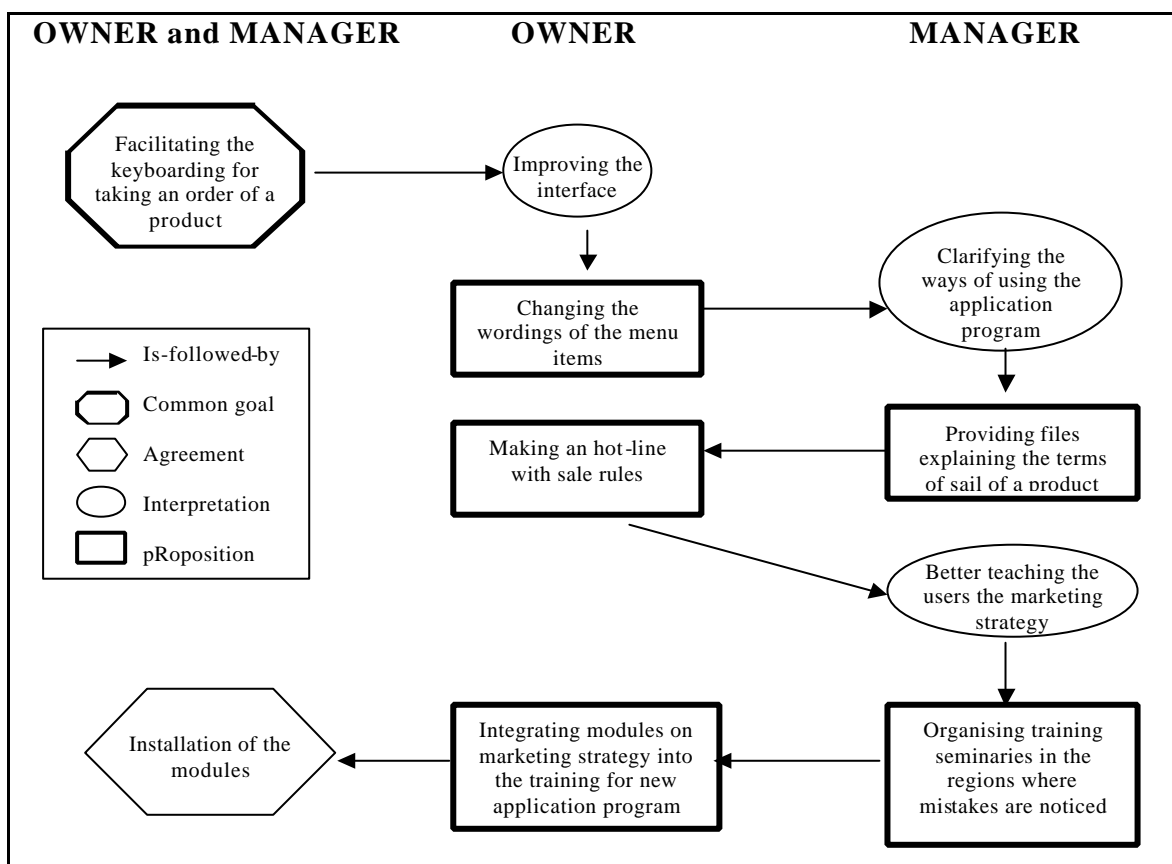 OWNER and MANAGER
OWNER
MANAGER
Facilitating the
keyboarding for
taking an order of a
product
Improving the
interface
Changing the
wordings of the menu
items
Clarifying the
ways of using the
application
program
Is-followed-by
Common goal
Agreement
Interpretation
pRoposition
Providing files
explaining the terms
of sail of a product
Making an hot-line
with sale rules
Better teaching the
users the marketing
strategy
Organising training
seminaries in the
regions where
mistakes are noticed
Integrating modules on
marketing strategy into
the training for new
application program
Installation of the
modules